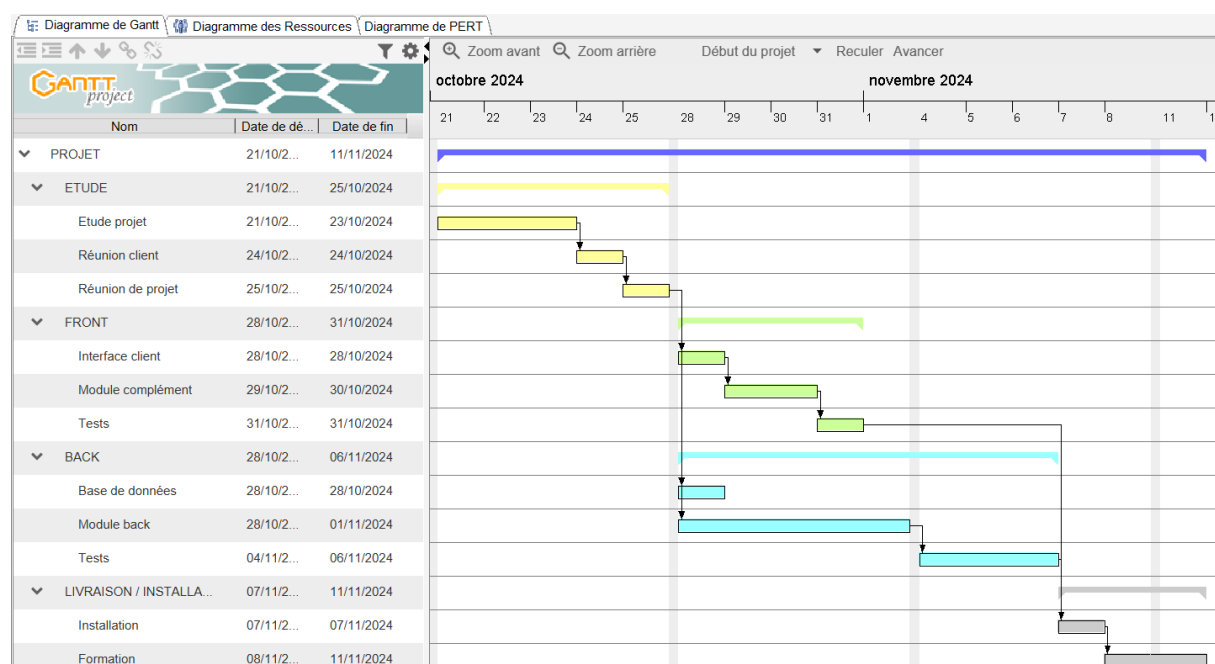 Diagramme de Gantt Diagramme des Ressources Diagramme de PERT
Zoom avant Zoom arrière Début du projet Reculer Avancer
GANTT project
octobre 2024 novembre 2024
Nom Date de dé... Date de fin
21 22 23 24 25 28 29 30 31 1 4 5 6 7 8 11 1
PROJET 21/10/2... 11/11/2024
ETUDE 21/10/2... 25/10/2024
Etude projet 21/10/2... 23/10/2024
Réunion client 24/10/2... 24/10/2024
Réunion de projet 25/10/2... 25/10/2024
FRONT 28/10/2... 31/10/2024
Interface client 28/10/2... 28/10/2024
Module complément 29/10/2... 30/10/2024
Tests 31/10/2... 31/10/2024
BACK 28/10/2... 06/11/2024
Base de données 28/10/2... 28/10/2024
Module back 28/10/2... 01/11/2024
Tests 04/11/2... 06/11/2024
LIVRAISON / INSTALLA... 07/11/2... 11/11/2024
Installation 07/11/2... 07/11/2024
Formation 08/11/2... 11/11/2024